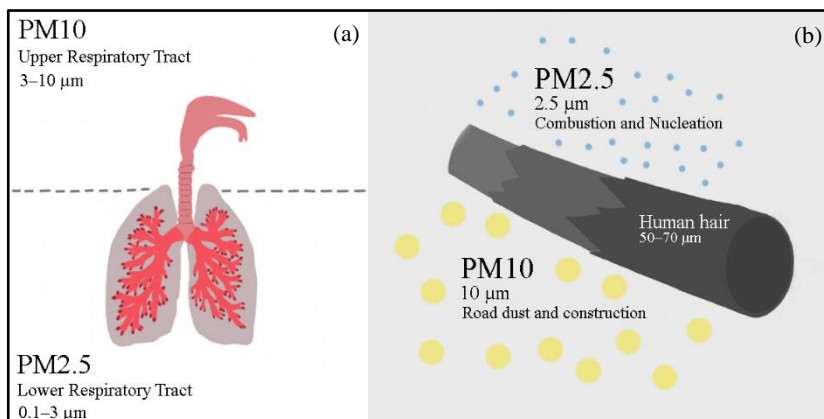 PM10
Upper Respiratory Tract
3–10 µm
(a)
PM2.5
Lower Respiratory Tract
0.1–3 µm
(b)
PM2.5
2.5 µm
Combustion and Nucleation
Human hair
50–70 µm
PM10
10 µm
Road dust and construction